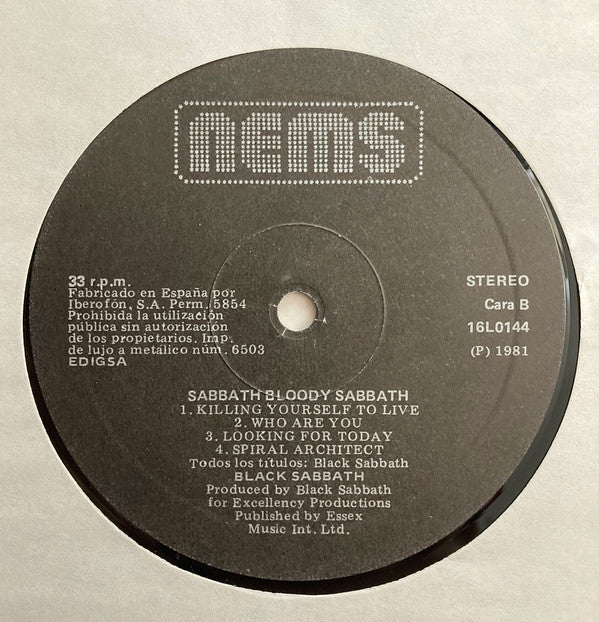 NEMS
33 r.p.m.
Fabricado en España por
Iberofón, S.A. Perm. 5854
Prohibida la utilización
pública sin autorización
de los propietarios. Imp.
de lujo a metálico núm. 6503
EDIGSA
STEREO
Cara B
16L0144
(P) 1981
SABBATH BLOODY SABBATH
1. KILLING YOURSELF TO LIVE
2. WHO ARE YOU
3. LOOKING FOR TODAY
4. SPIRAL ARCHITECT
Todos los títulos: Black Sabbath
BLACK SABBATH
Produced by Black Sabbath
for Excellency Productions
Published by Essex
Music Int. Ltd.